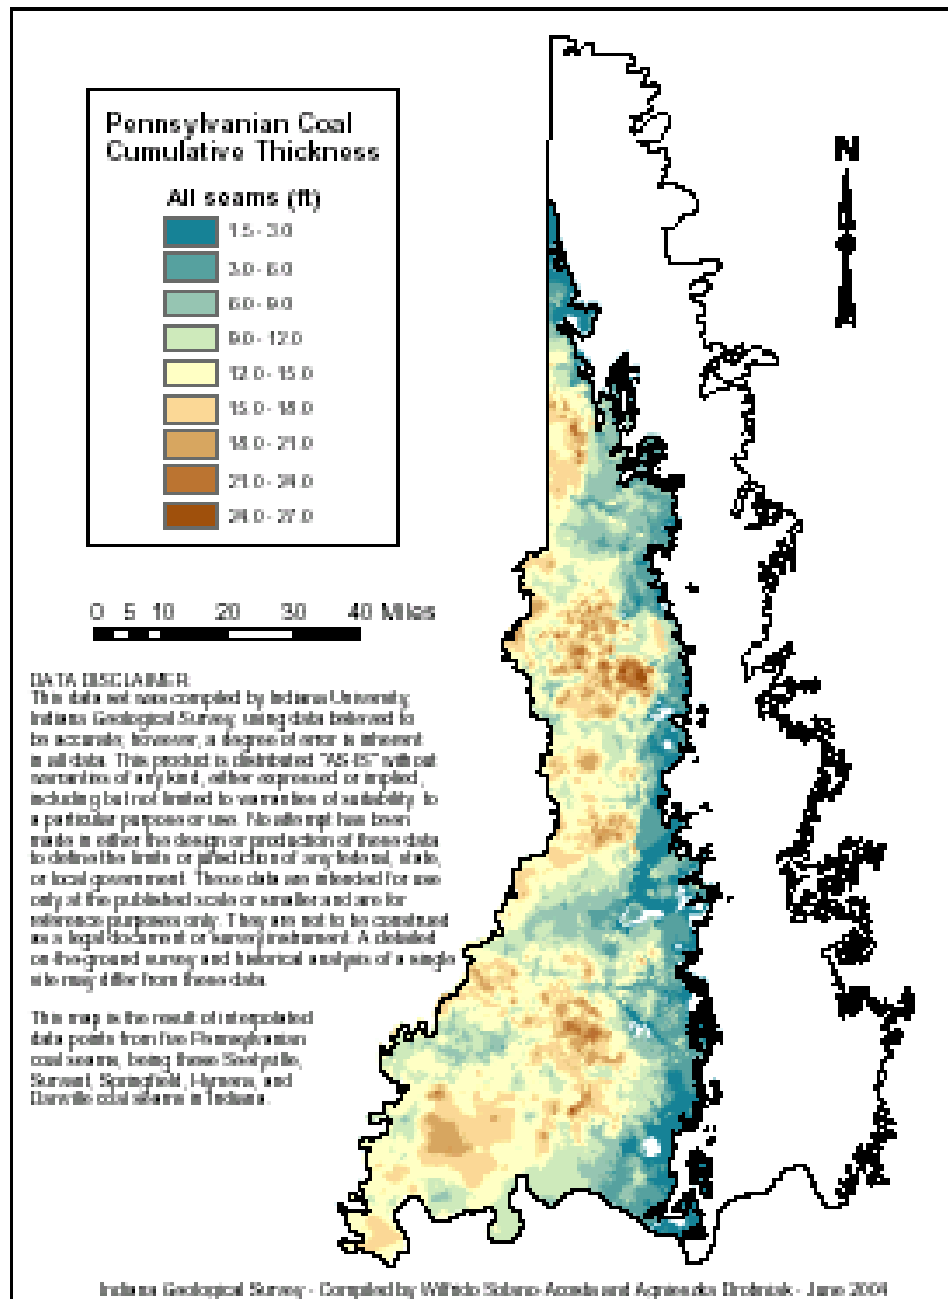 Pennsylvanian Coal
Cumulative Thickness
All seams (ft)
1.5 - 3.0
3.0 - 6.0
6.0 - 9.0
9.0 - 12.0
12.0 - 15.0
15.0 - 18.0
18.0 - 21.0
21.0 - 24.0
24.0 - 27.0
N
0 5 10 20 30 40 Miles
DATA DISCLAIMER
This data set was compiled by Indiana University,
Indiana Geological Survey, using data believed to
be accurate; however, a degree of error is inherent
in all data. This product is distributed "AS-IS" without
warranties of any kind, either expressed or implied,
including but not limited to warranties of suitability to
a particular purpose or use. No attempt has been
made in either the design or production of these data
to define the limits or jurisdiction of any federal, state,
or local government. These data are intended for use
only at the published scale or smaller and are for
reference purposes only. They are not to be construed
as a legal document or survey instrument. A detailed
on-the-ground survey and historical analysis of a single
site may differ from these data.
This map is the result of interpolated
data points from five Pennsylvanian
coal seams, being these Seelyville,
Survant, Springfield, Hymera, and
Danville coal seams in Indiana.
Indiana Geological Survey - Compiled by Wilfrido Solano-Acosta and Agnieszka Drobniak - June 2004